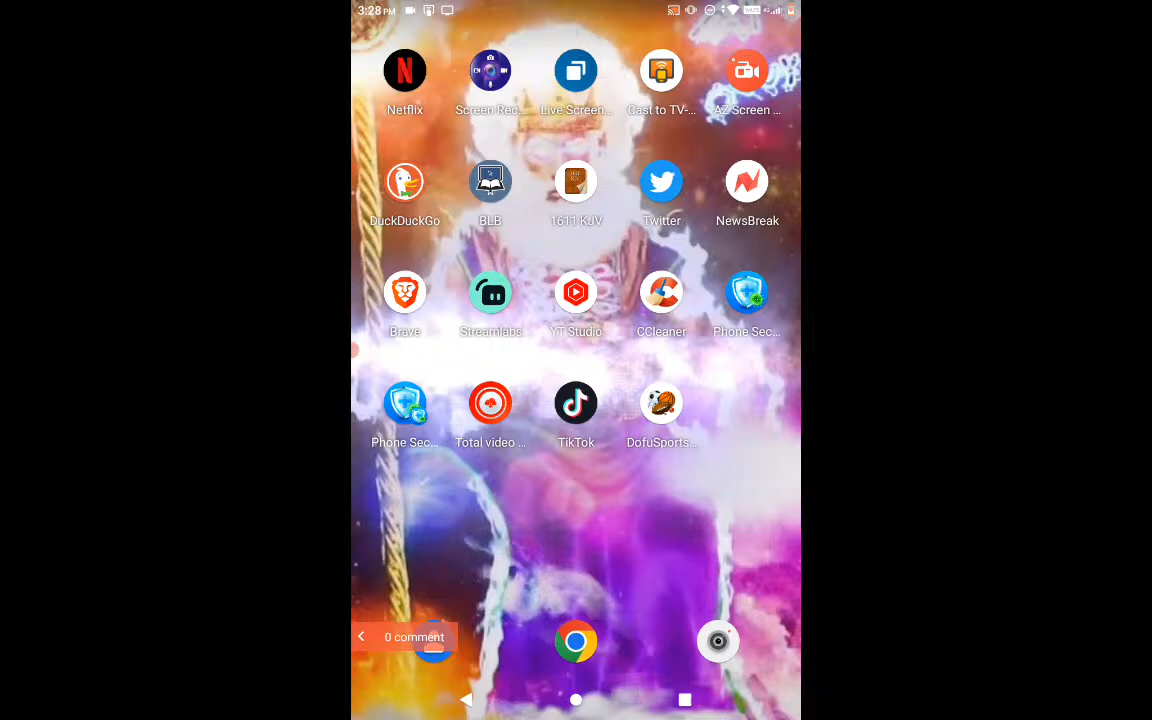 3:28 PM
Netflix
Screen Rec...
Live Screen...
Cast to TV-...
AZ Screen ...
DuckDuckGo
BLB
1611 KJV
Twitter
NewsBreak
Brave
Streamlabs
YT Studio
CCleaner
Phone Sec...
Phone Sec...
Total video ...
TikTok
DofuSports...
0 comment